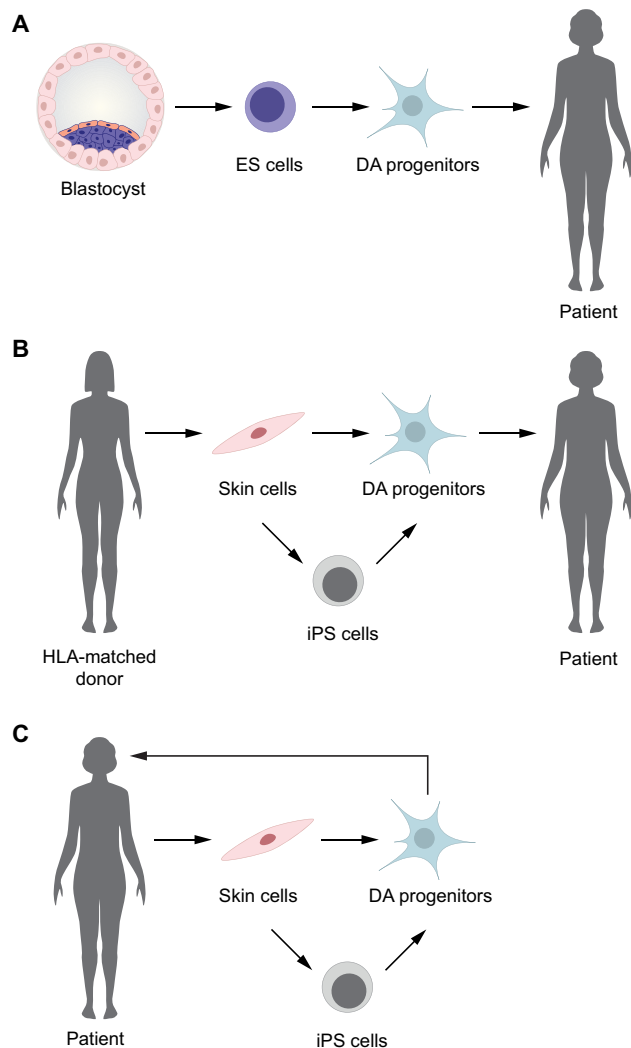 A
Blastocyst
ES cells
DA progenitors
Patient
B
Skin cells
DA progenitors
iPS cells
HLA-matched
donor
Patient
C
Skin cells
DA progenitors
Patient
iPS cells